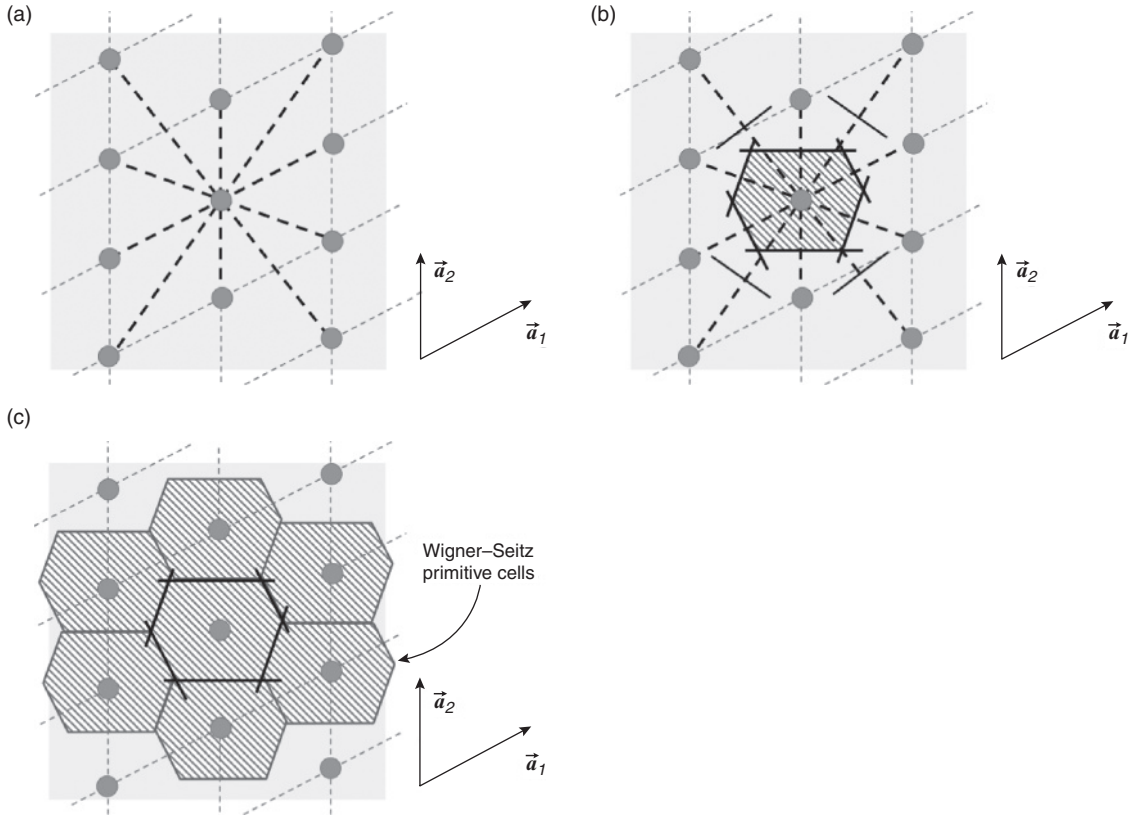 (a)
(b)
a⃗2
a⃗1
a⃗2
a⃗1
(c)
Wigner–Seitz
primitive cells
a⃗2
a⃗1